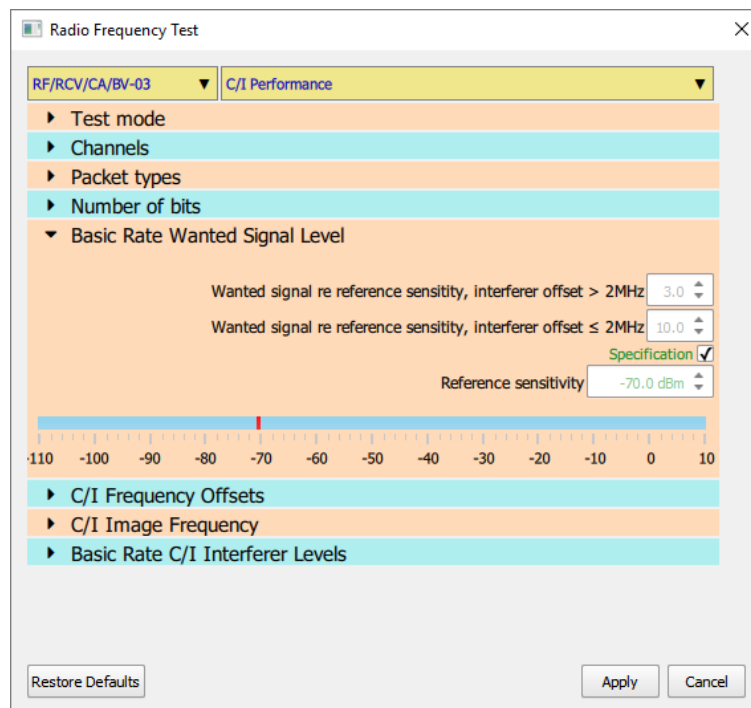 Radio Frequency Test
RF/RCV/CA/BV-03 C/I Performance
Test mode
Channels
Packet types
Number of bits
Basic Rate Wanted Signal Level
Wanted signal re reference sensitity, interferer offset > 2MHz 3.0
Wanted signal re reference sensitity, interferer offset ≤ 2MHz 10.0
Specification
Reference sensitivity -70.0 dBm
-110 -100 -90 -80 -70 -60 -50 -40 -30 -20 -10 0 10
C/I Frequency Offsets
C/I Image Frequency
Basic Rate C/I Interferer Levels
Restore Defaults Apply Cancel